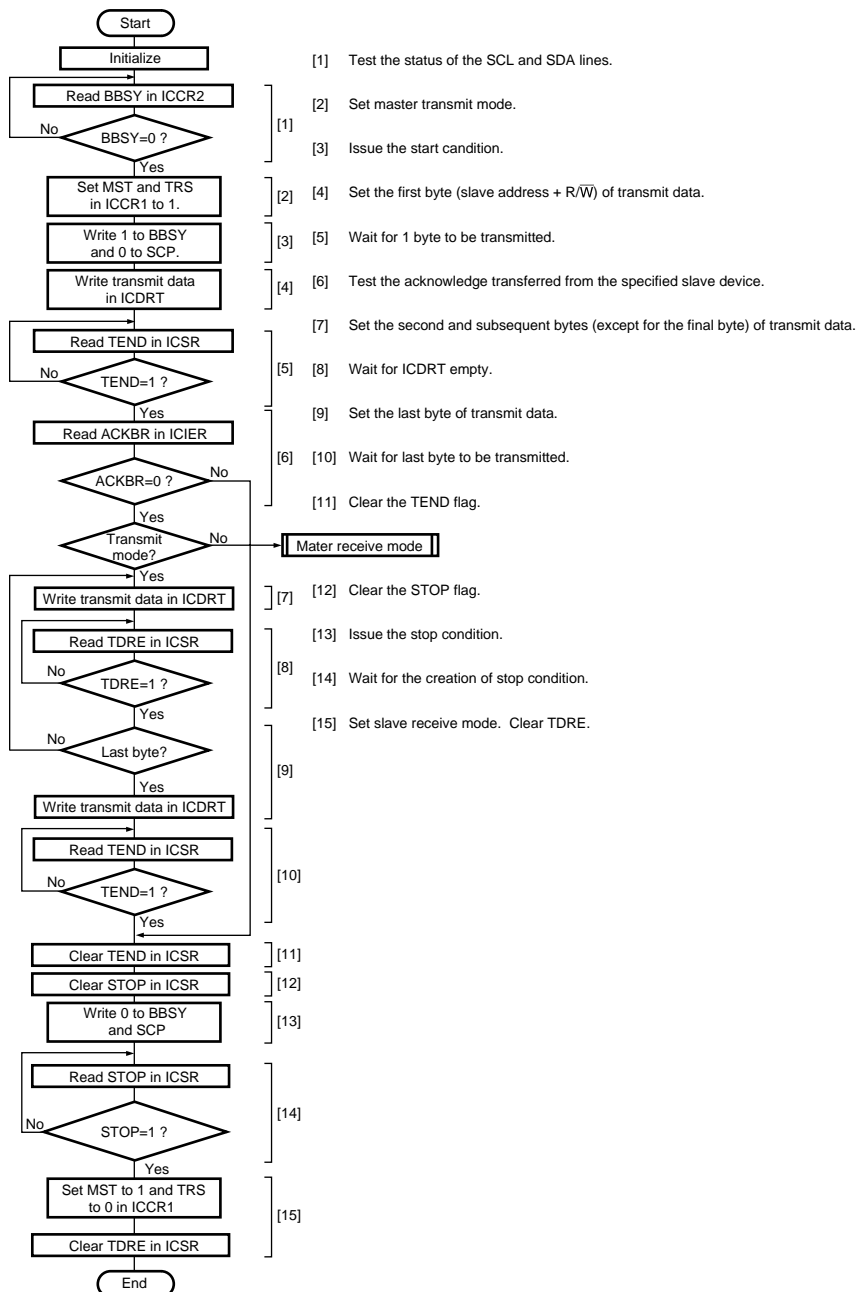 Start
Initialize
Read BBSY in ICCR2
No
BBSY=0 ?
[1]
Yes
Set MST and TRS
in ICCR1 to 1.
[2]
Write 1 to BBSY
and 0 to SCP.
[3]
Write transmit data
in ICDRT
[4]
Read TEND in ICSR
No
TEND=1 ?
[5]
Yes
Read ACKBR in ICIER
[6]
No
ACKBR=0 ?
Yes
Transmit
mode?
No
Mater receive mode
Yes
Write transmit data in ICDRT
[7]
Read TDRE in ICSR
No
TDRE=1 ?
[8]
Yes
No
Last byte?
[9]
Yes
Write transmit data in ICDRT
Read TEND in ICSR
No
TEND=1 ?
[10]
Yes
Clear TEND in ICSR
[11]
Clear STOP in ICSR
[12]
Write 0 to BBSY
and SCP
[13]
Read STOP in ICSR
No
STOP=1 ?
[14]
Yes
Set MST to 1 and TRS
to 0 in ICCR1
[15]
Clear TDRE in ICSR
End
[1] Test the status of the SCL and SDA lines.
[2] Set master transmit mode.
[3] Issue the start candition.
[4] Set the first byte (slave address + R/W̅) of transmit data.
[5] Wait for 1 byte to be transmitted.
[6] Test the acknowledge transferred from the specified slave device.
[7] Set the second and subsequent bytes (except for the final byte) of transmit data.
[8] Wait for ICDRT empty.
[9] Set the last byte of transmit data.
[10] Wait for last byte to be transmitted.
[11] Clear the TEND flag.
[12] Clear the STOP flag.
[13] Issue the stop condition.
[14] Wait for the creation of stop condition.
[15] Set slave receive mode. Clear TDRE.